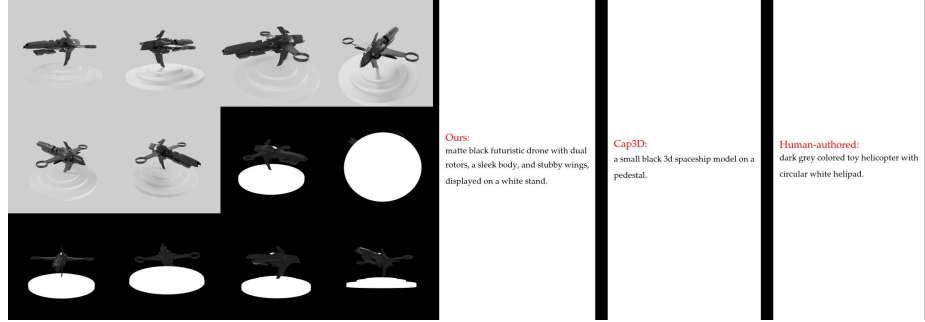 Ours:
matte black futuristic drone with dual
rotors, a sleek body, and stubby wings,
displayed on a white stand.
Cap3D:
a small black 3d spaceship model on a
pedestal.
Human-authored:
dark grey colored toy helicopter with
circular white helipad.